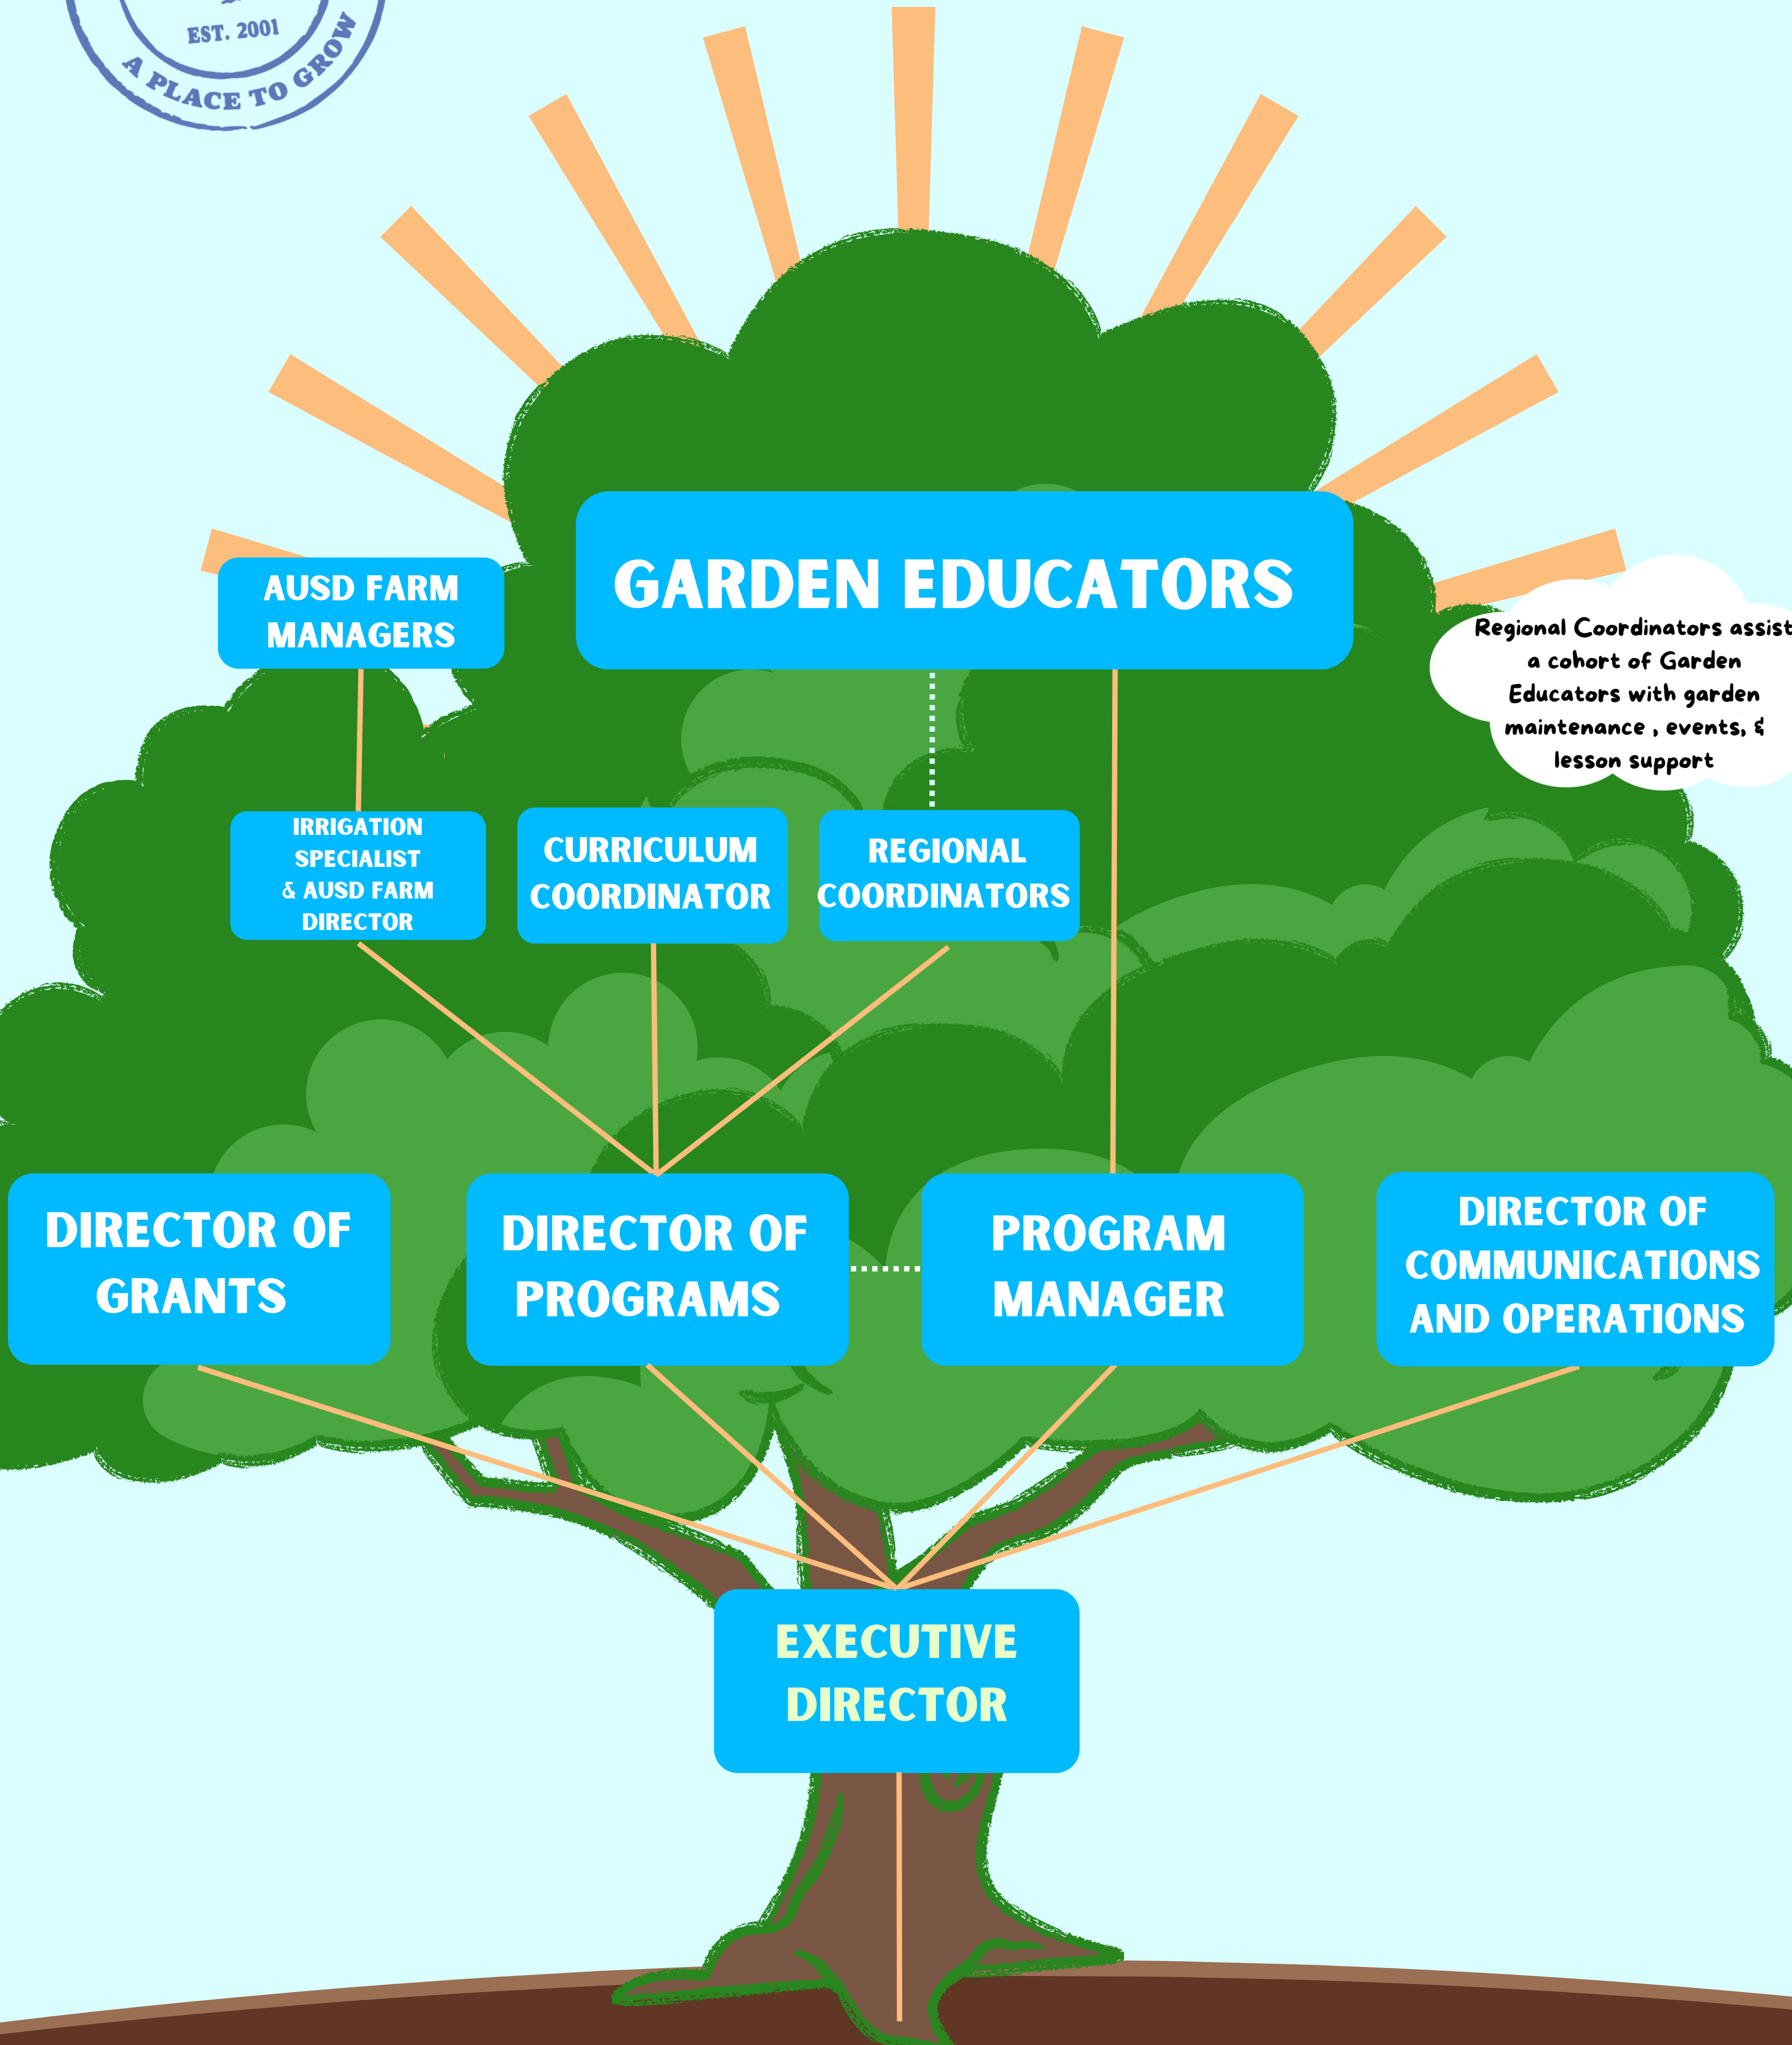 EST. 2001
A PLACE TO GROW
GARDEN EDUCATORS
AUSD FARM
MANAGERS
Regional Coordinators assist
a cohort of Garden
Educators with garden
maintenance , events, &
lesson support
IRRIGATION
SPECIALIST
& AUSD FARM
DIRECTOR
CURRICULUM
COORDINATOR
REGIONAL
COORDINATORS
DIRECTOR OF
GRANTS
DIRECTOR OF
PROGRAMS
PROGRAM
MANAGER
DIRECTOR OF
COMMUNICATIONS
AND OPERATIONS
EXECUTIVE
DIRECTOR